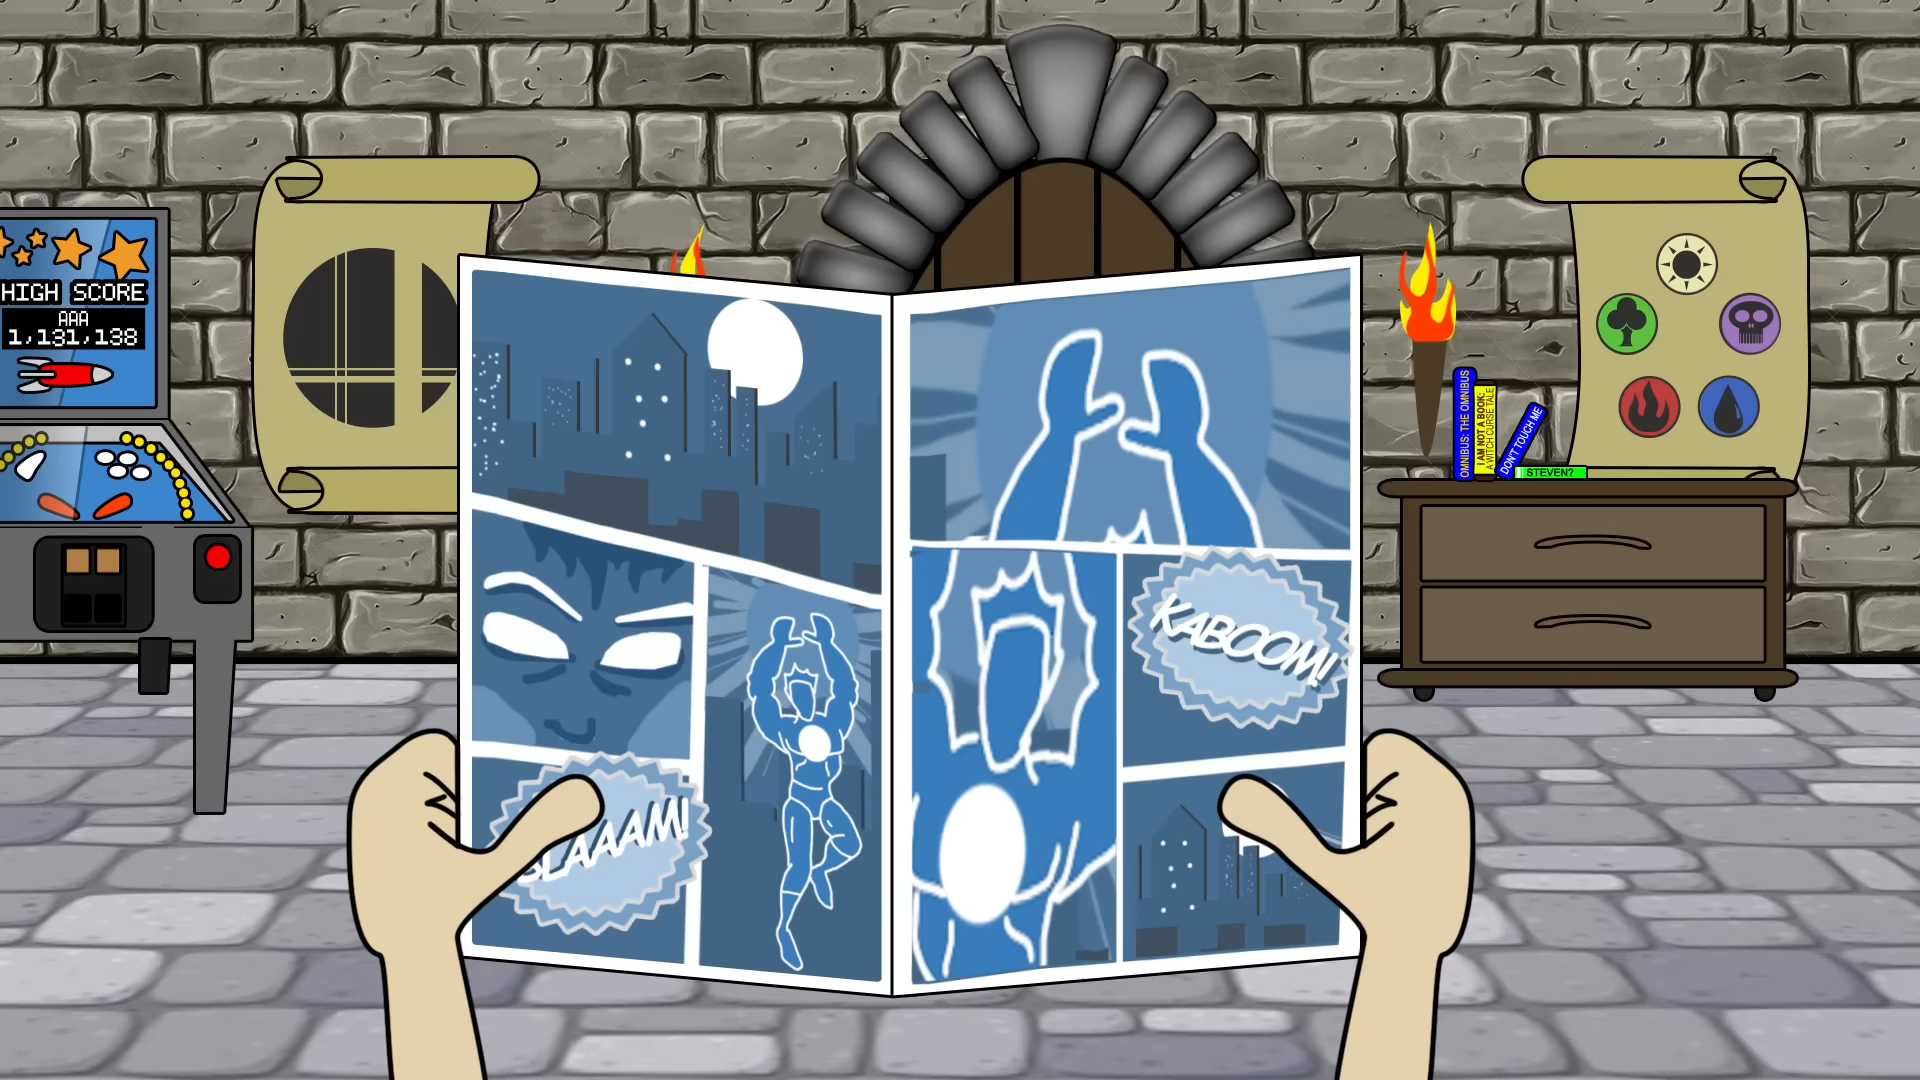 HIGH SCORE
AAA
1,131,138
KABOOM!
OMNIBUS: THE OMNIBUS
I AM NOT A BOOK:
A WITCH CURSE TALE
DON'T TOUCH ME
STEVEN?